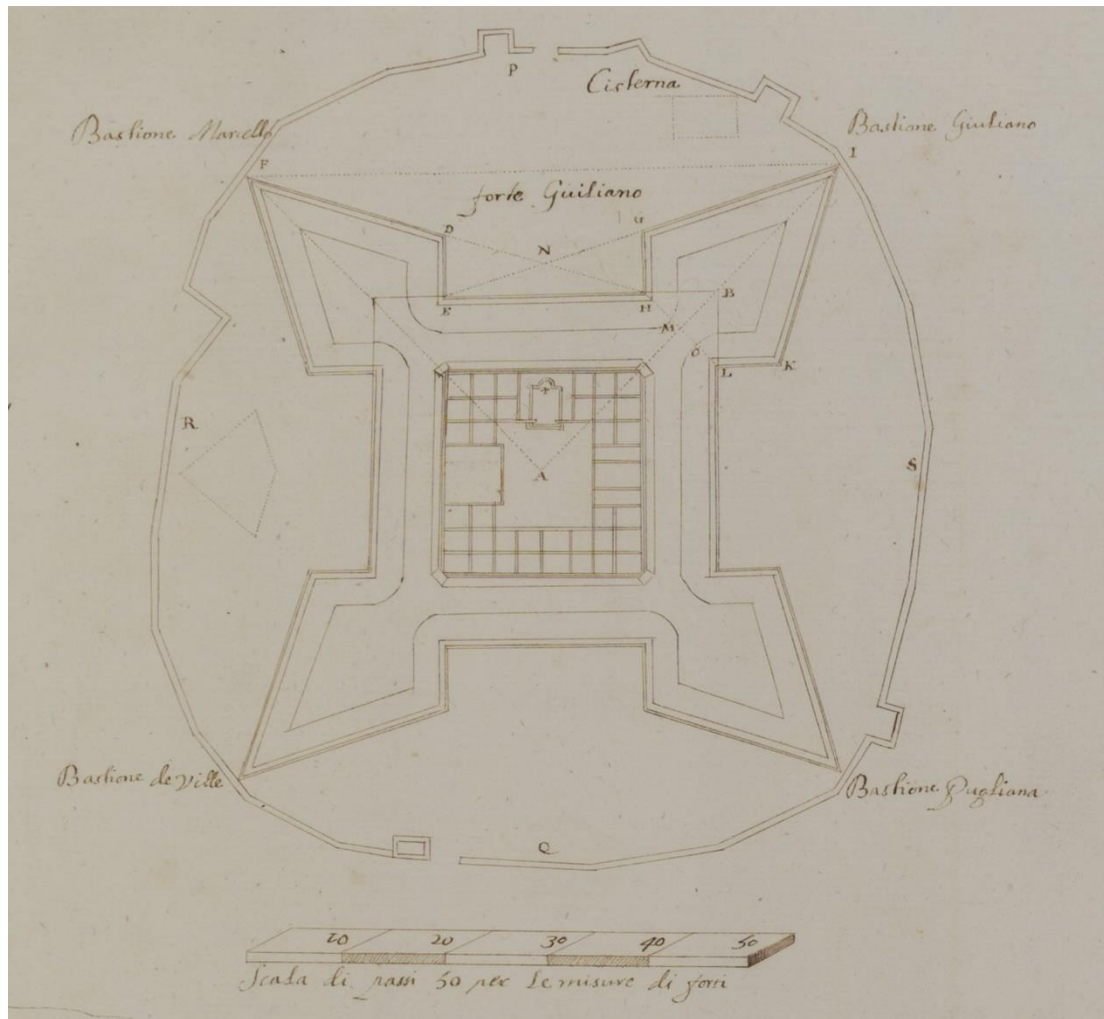 P
Cisterna
Bastione Marcello
Bastione Giuliano
F
I
forte Giuiliano
D
G
N
E
H
B
M
O
L
K
R
A
S
Bastione de Ville
Bastione Pugliana
Q
10 20 30 40 50
Scala di passi 50 per Le misure di forti